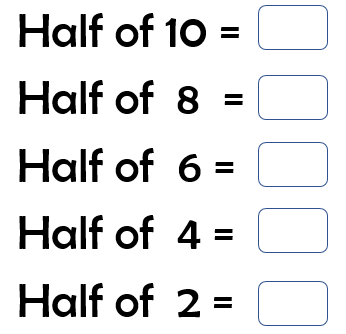 Half of 10 =
Half of 8 =
Half of 6 =
Half of 4 =
Half of 2 =